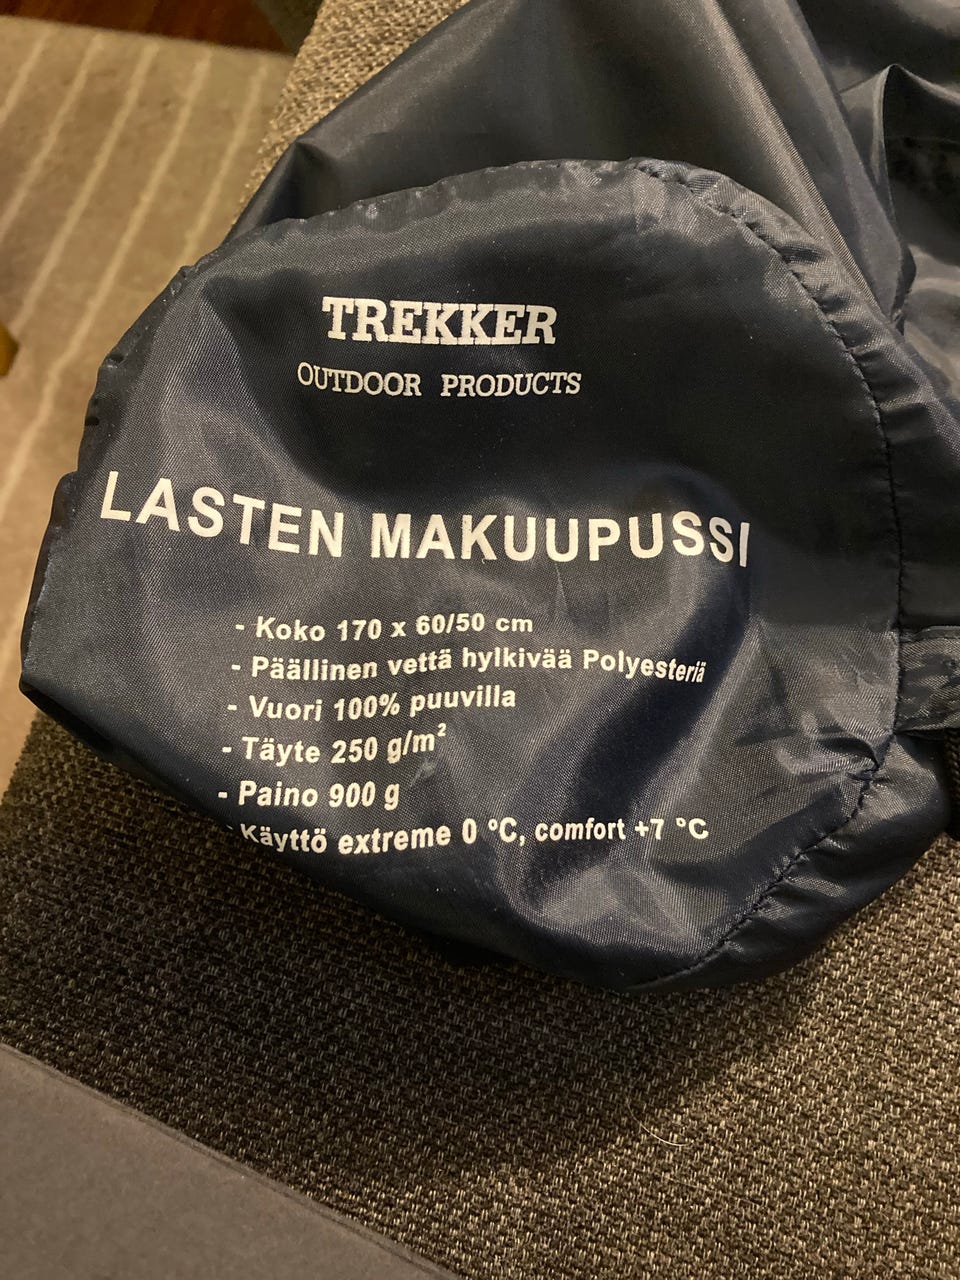 TREKKER
OUTDOOR PRODUCTS
LASTEN MAKUUPUSSI
- Koko 170 x 60/50 cm
- Päällinen vettä hylkivää Polyesteriä
- Vuori 100% puuvilla
- Täyte 250 g/m²
- Paino 900 g
- Käyttö extreme 0 °C, comfort +7 °C